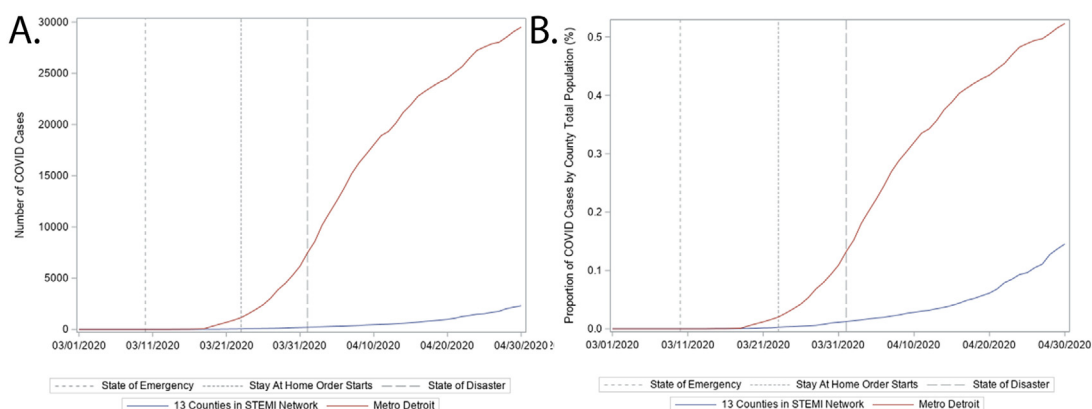 A.
Number of COVID Cases
30000
25000
20000
15000
10000
5000
0
03/01/2020 03/11/2020 03/21/2020 03/31/2020 04/10/2020 04/20/2020 04/30/2020
State of Emergency Stay At Home Order Starts State of Disaster
13 Counties in STEMI Network Metro Detroit
B.
Proportion of COVID Cases by County Total Population (%)
0.5
0.4
0.3
0.2
0.1
0.0
03/01/2020 03/11/2020 03/21/2020 03/31/2020 04/10/2020 04/20/2020 04/30/2020
State of Emergency Stay At Home Order Starts State of Disaster
13 Counties in STEMI Network Metro Detroit